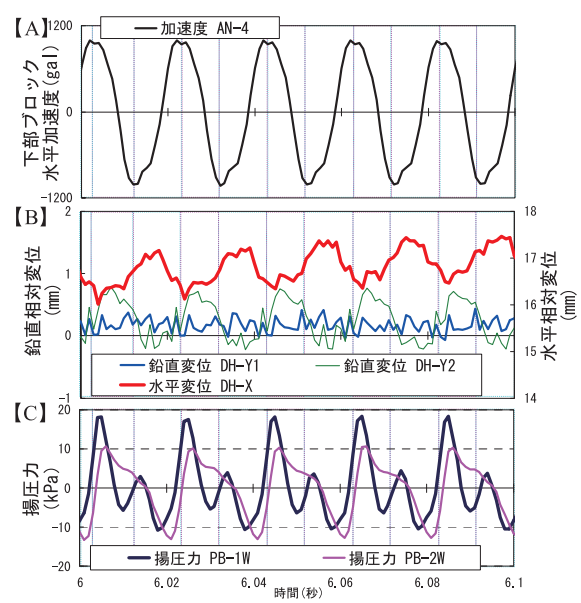 【A】
1200
0
-1200
下部ブロック
水平加速度(gal)
加速度 AN-4
【B】
2
1
0
-1
鉛直相対変位
(mm)
18
17
16
15
14
水平相対変位
(mm)
鉛直変位 DH-Y1
鉛直変位 DH-Y2
水平変位 DH-X
【C】
20
10
0
-10
-20
揚圧力
(kPa)
揚圧力 PB-1W
揚圧力 PB-2W
6
6.02
6.04
6.06
6.08
6.1
時間(秒)